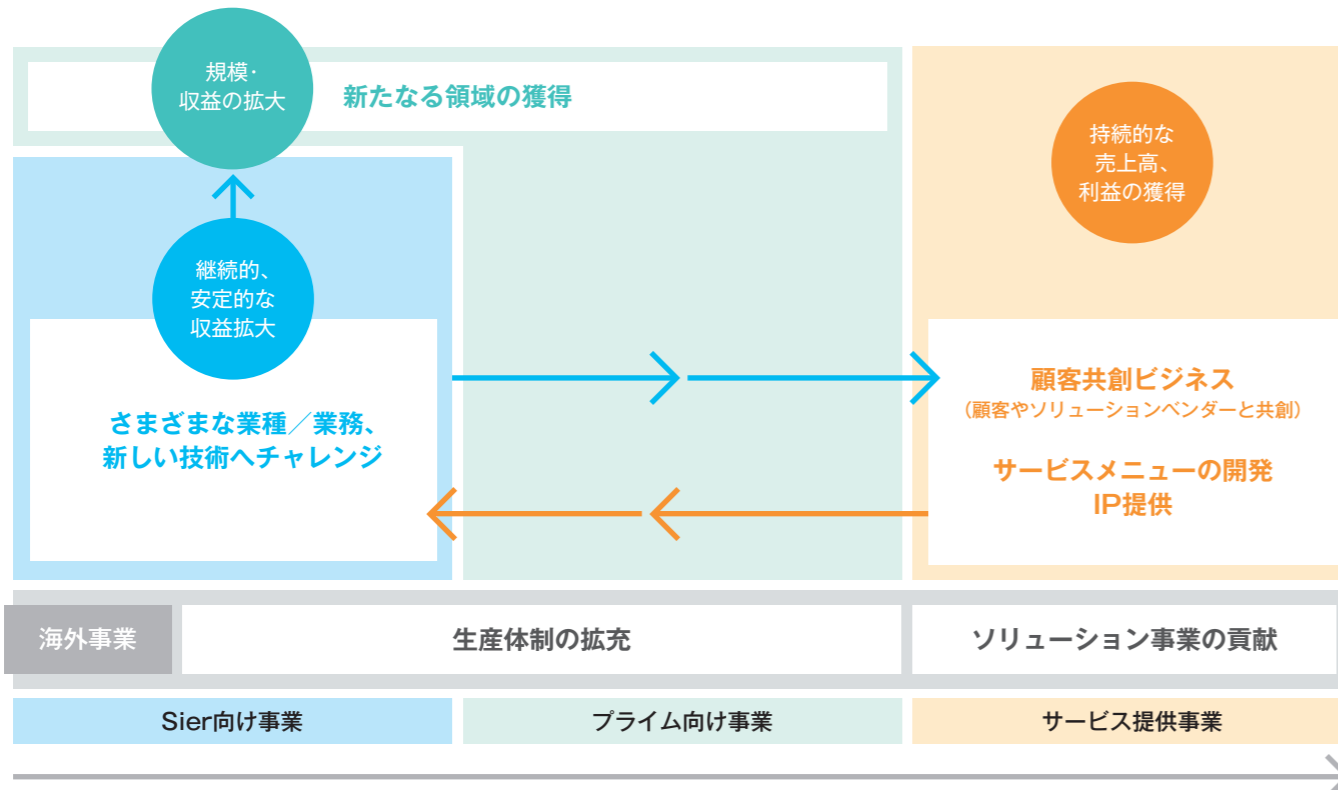 規模・
収益の拡大
新たなる領域の獲得
持続的な
売上高、
利益の獲得
継続的、
安定的な
収益拡大
さまざまな業種／業務、
新しい技術へチャレンジ
顧客共創ビジネス
（顧客やソリューションベンダーと共創）
サービスメニューの開発
IP提供
海外事業
生産体制の拡充
ソリューション事業の貢献
Sier向け事業
プライム向け事業
サービス提供事業